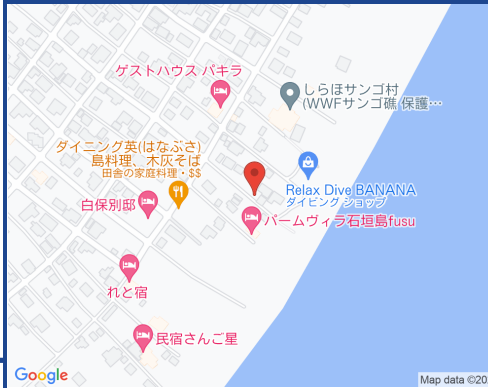 ゲストハウス パキラ
しらほサンゴ村
(WWFサンゴ礁 保護…
ダイニング英(はなぶさ)
島料理、木灰そば
田舎の家庭料理・$$
Relax Dive BANANA
ダイビング ショップ
白保別邸
パームヴィラ石垣島fusu
れと宿
民宿さんご星
Google
Map data ©20